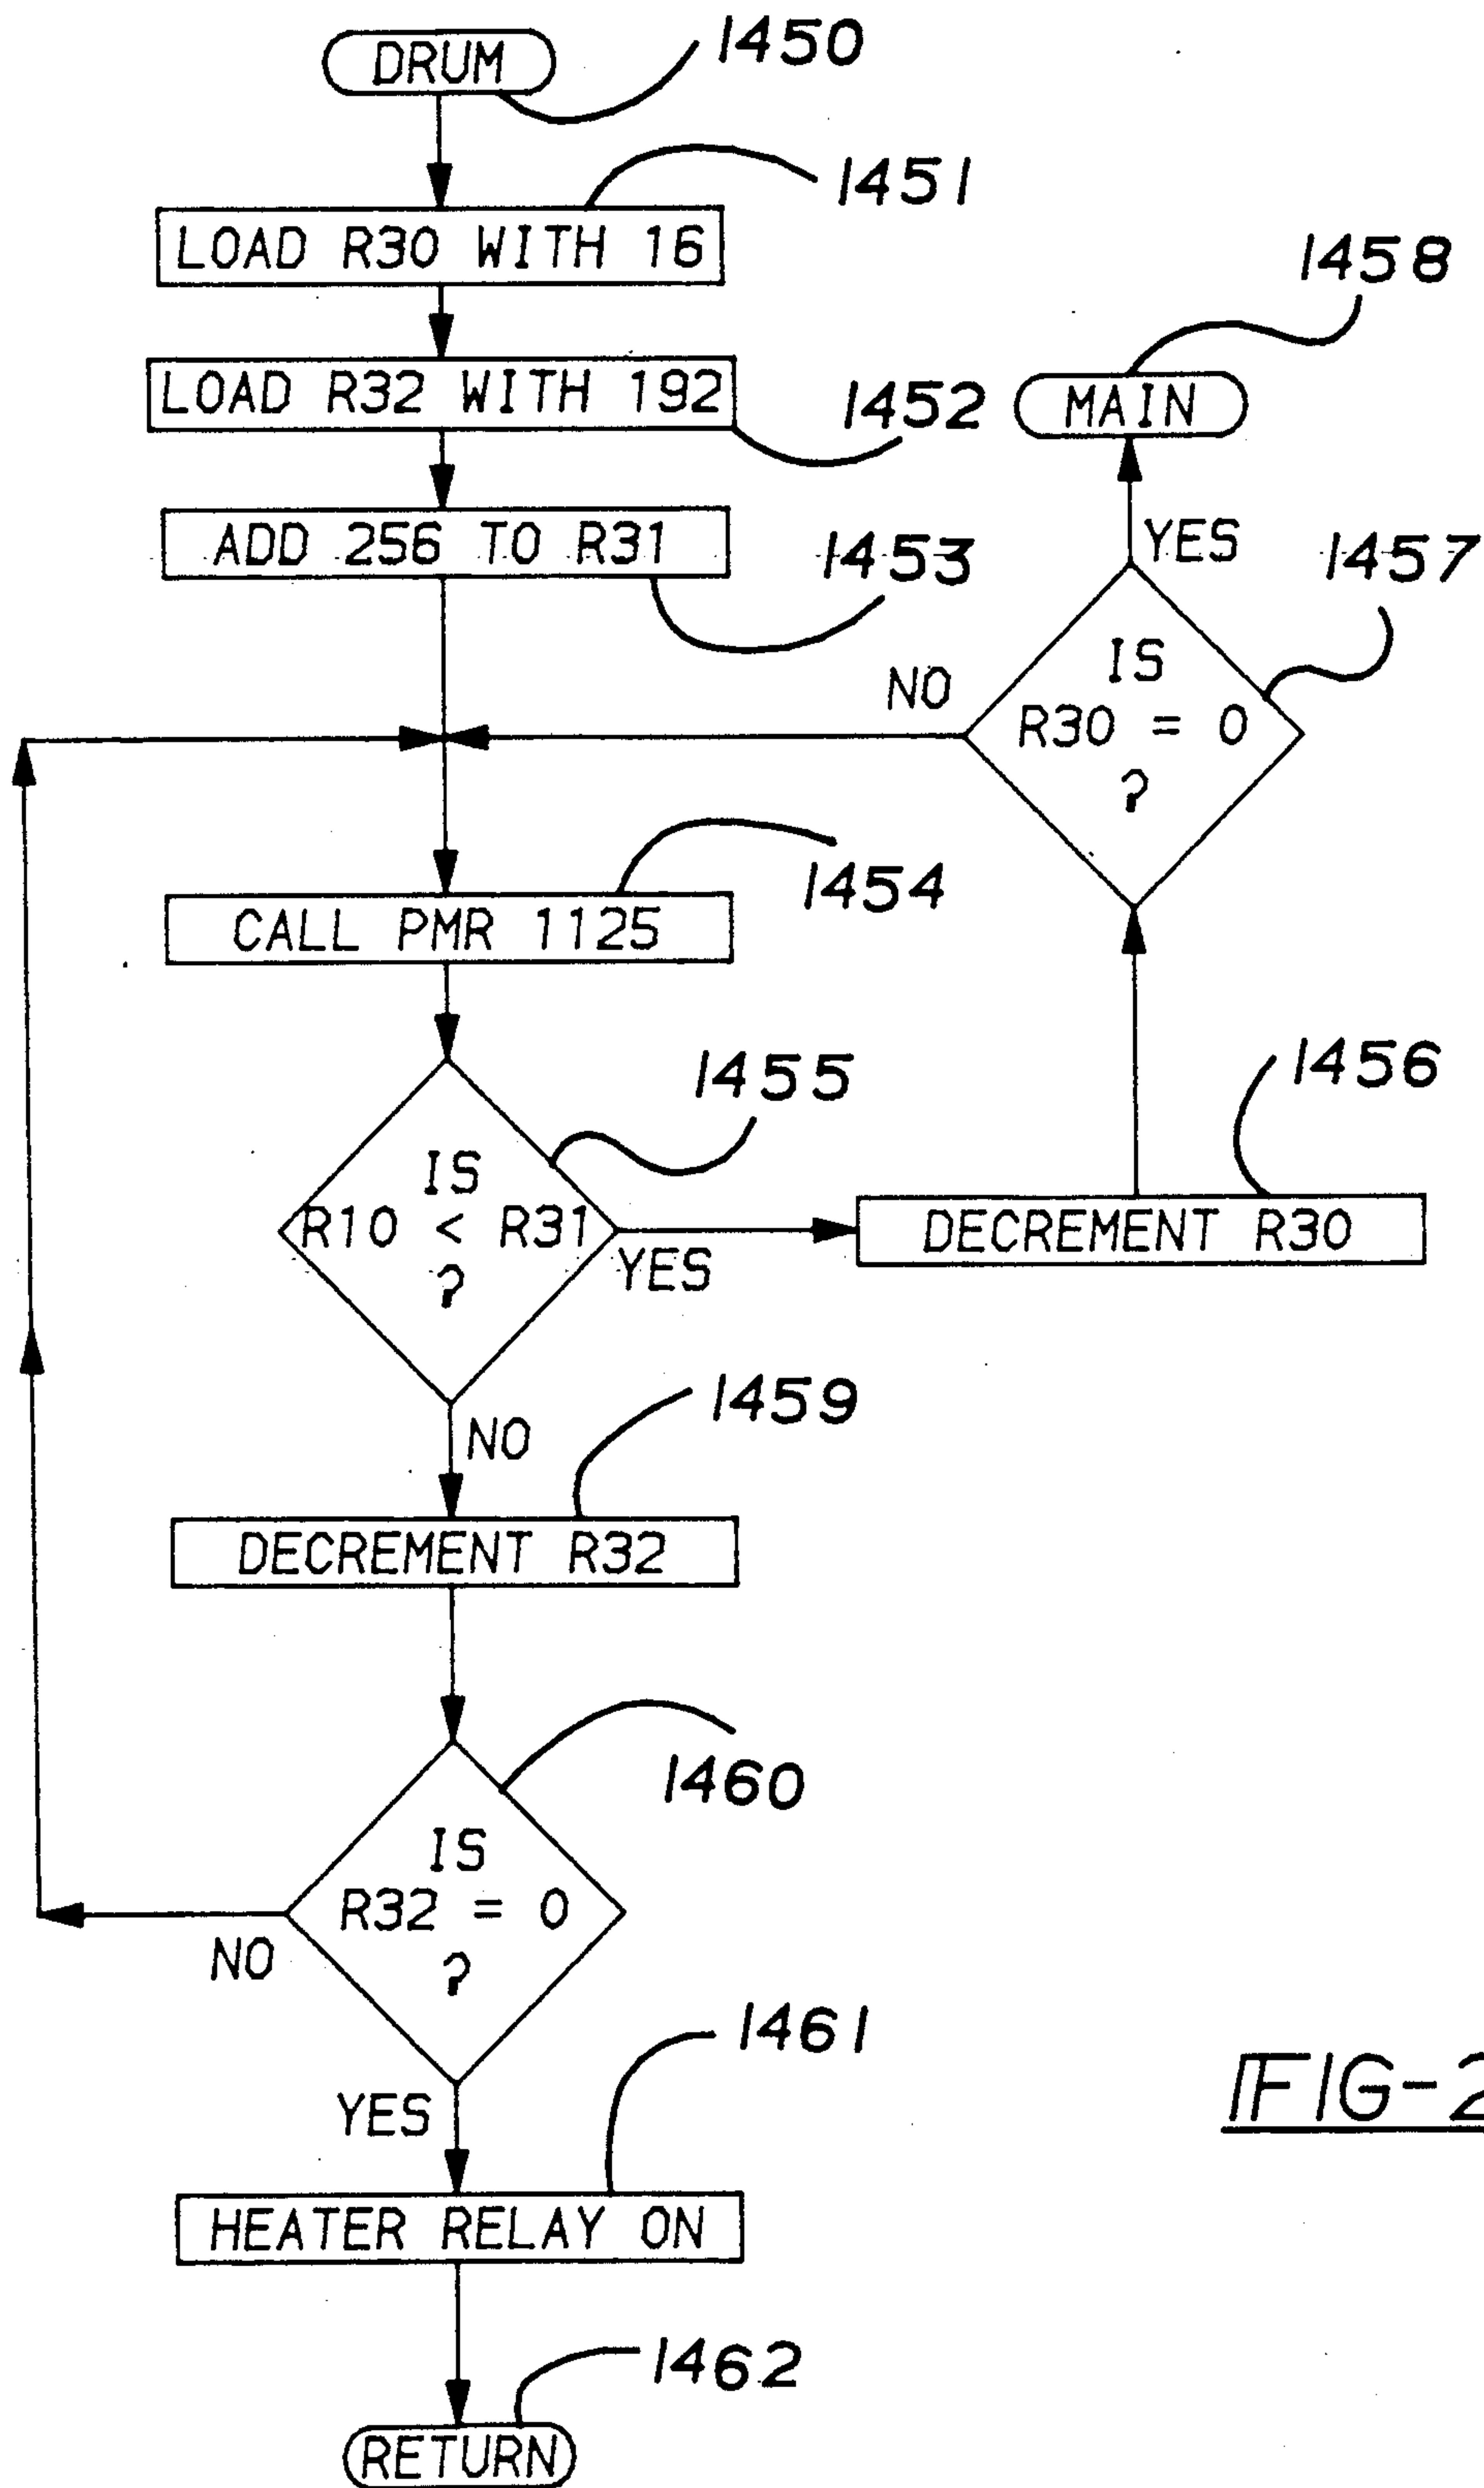 DRUM
1450
1451
LOAD R30 WITH 16
1458
LOAD R32 WITH 192
1452
MAIN
ADD 256 TO R31
1453
YES
1457
IS
R30 = 0
?
NO
1454
CALL PMR 1125
1455
1456
IS
R10 < R31
?
YES
DECREMENT R30
1459
NO
DECREMENT R32
1460
IS
R32 = 0
?
NO
1461
YES
FIG-2
HEATER RELAY ON
1462
RETURN